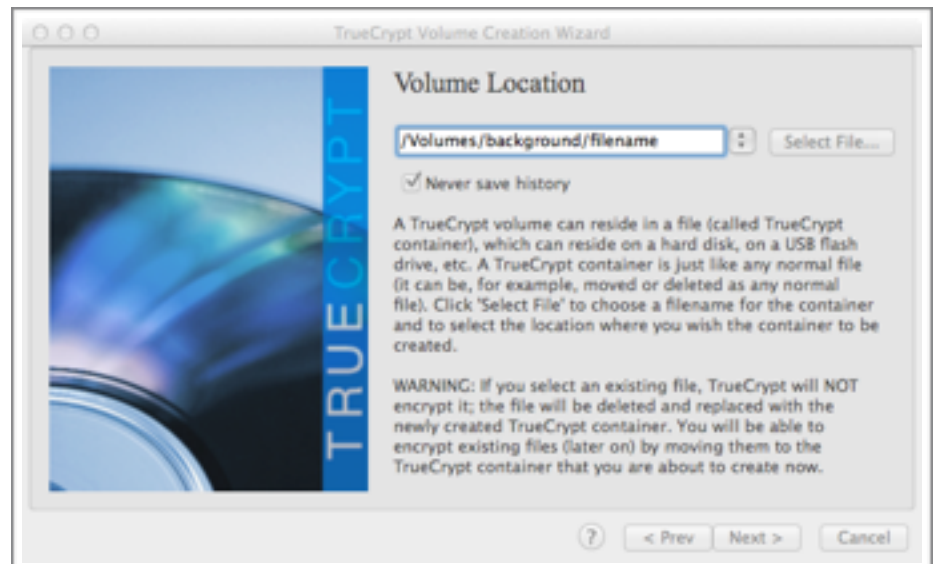 TrueCrypt Volume Creation Wizard
TRUECRYPT
Volume Location
/Volumes/background/filename
Select File...
Never save history
A TrueCrypt volume can reside in a file (called TrueCrypt
container), which can reside on a hard disk, on a USB flash
drive, etc. A TrueCrypt container is just like any normal file
(it can be, for example, moved or deleted as any normal
file). Click 'Select File' to choose a filename for the container
and to select the location where you wish the container to be
created.
WARNING: If you select an existing file, TrueCrypt will NOT
encrypt it; the file will be deleted and replaced with the
newly created TrueCrypt container. You will be able to
encrypt existing files (later on) by moving them to the
TrueCrypt container that you are about to create now.
? < Prev Next > Cancel